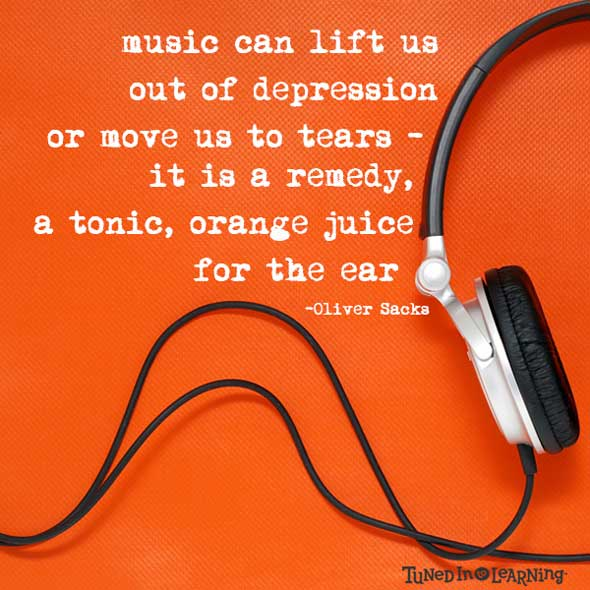 music can lift us
out of depression
or move us to tears -
it is a remedy,
a tonic, orange juice
for the ear
-Oliver Sacks
Tuned In to Learning